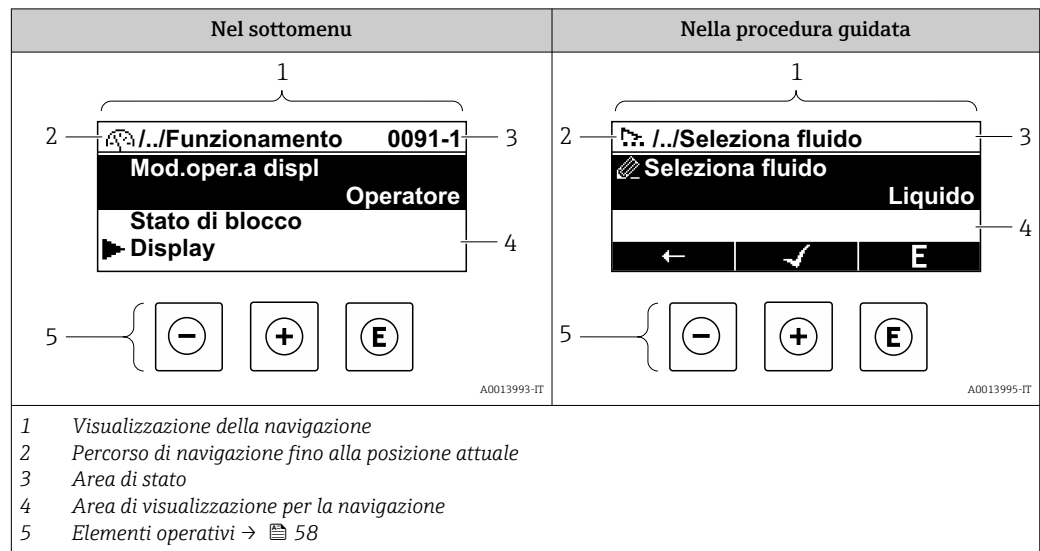 Nel sottomenu
1
2
/../Funzionamento 0091-1
3
Mod.oper.a displ
Operatore
Stato di blocco
Display
4
5
− + E
A0013993-IT
Nella procedura guidata
1
2
/../Seleziona fluido
3
Seleziona fluido
Liquido
4
← ✓ E
5
− + E
A0013995-IT
1 Visualizzazione della navigazione
2 Percorso di navigazione fino alla posizione attuale
3 Area di stato
4 Area di visualizzazione per la navigazione
5 Elementi operativi → 58